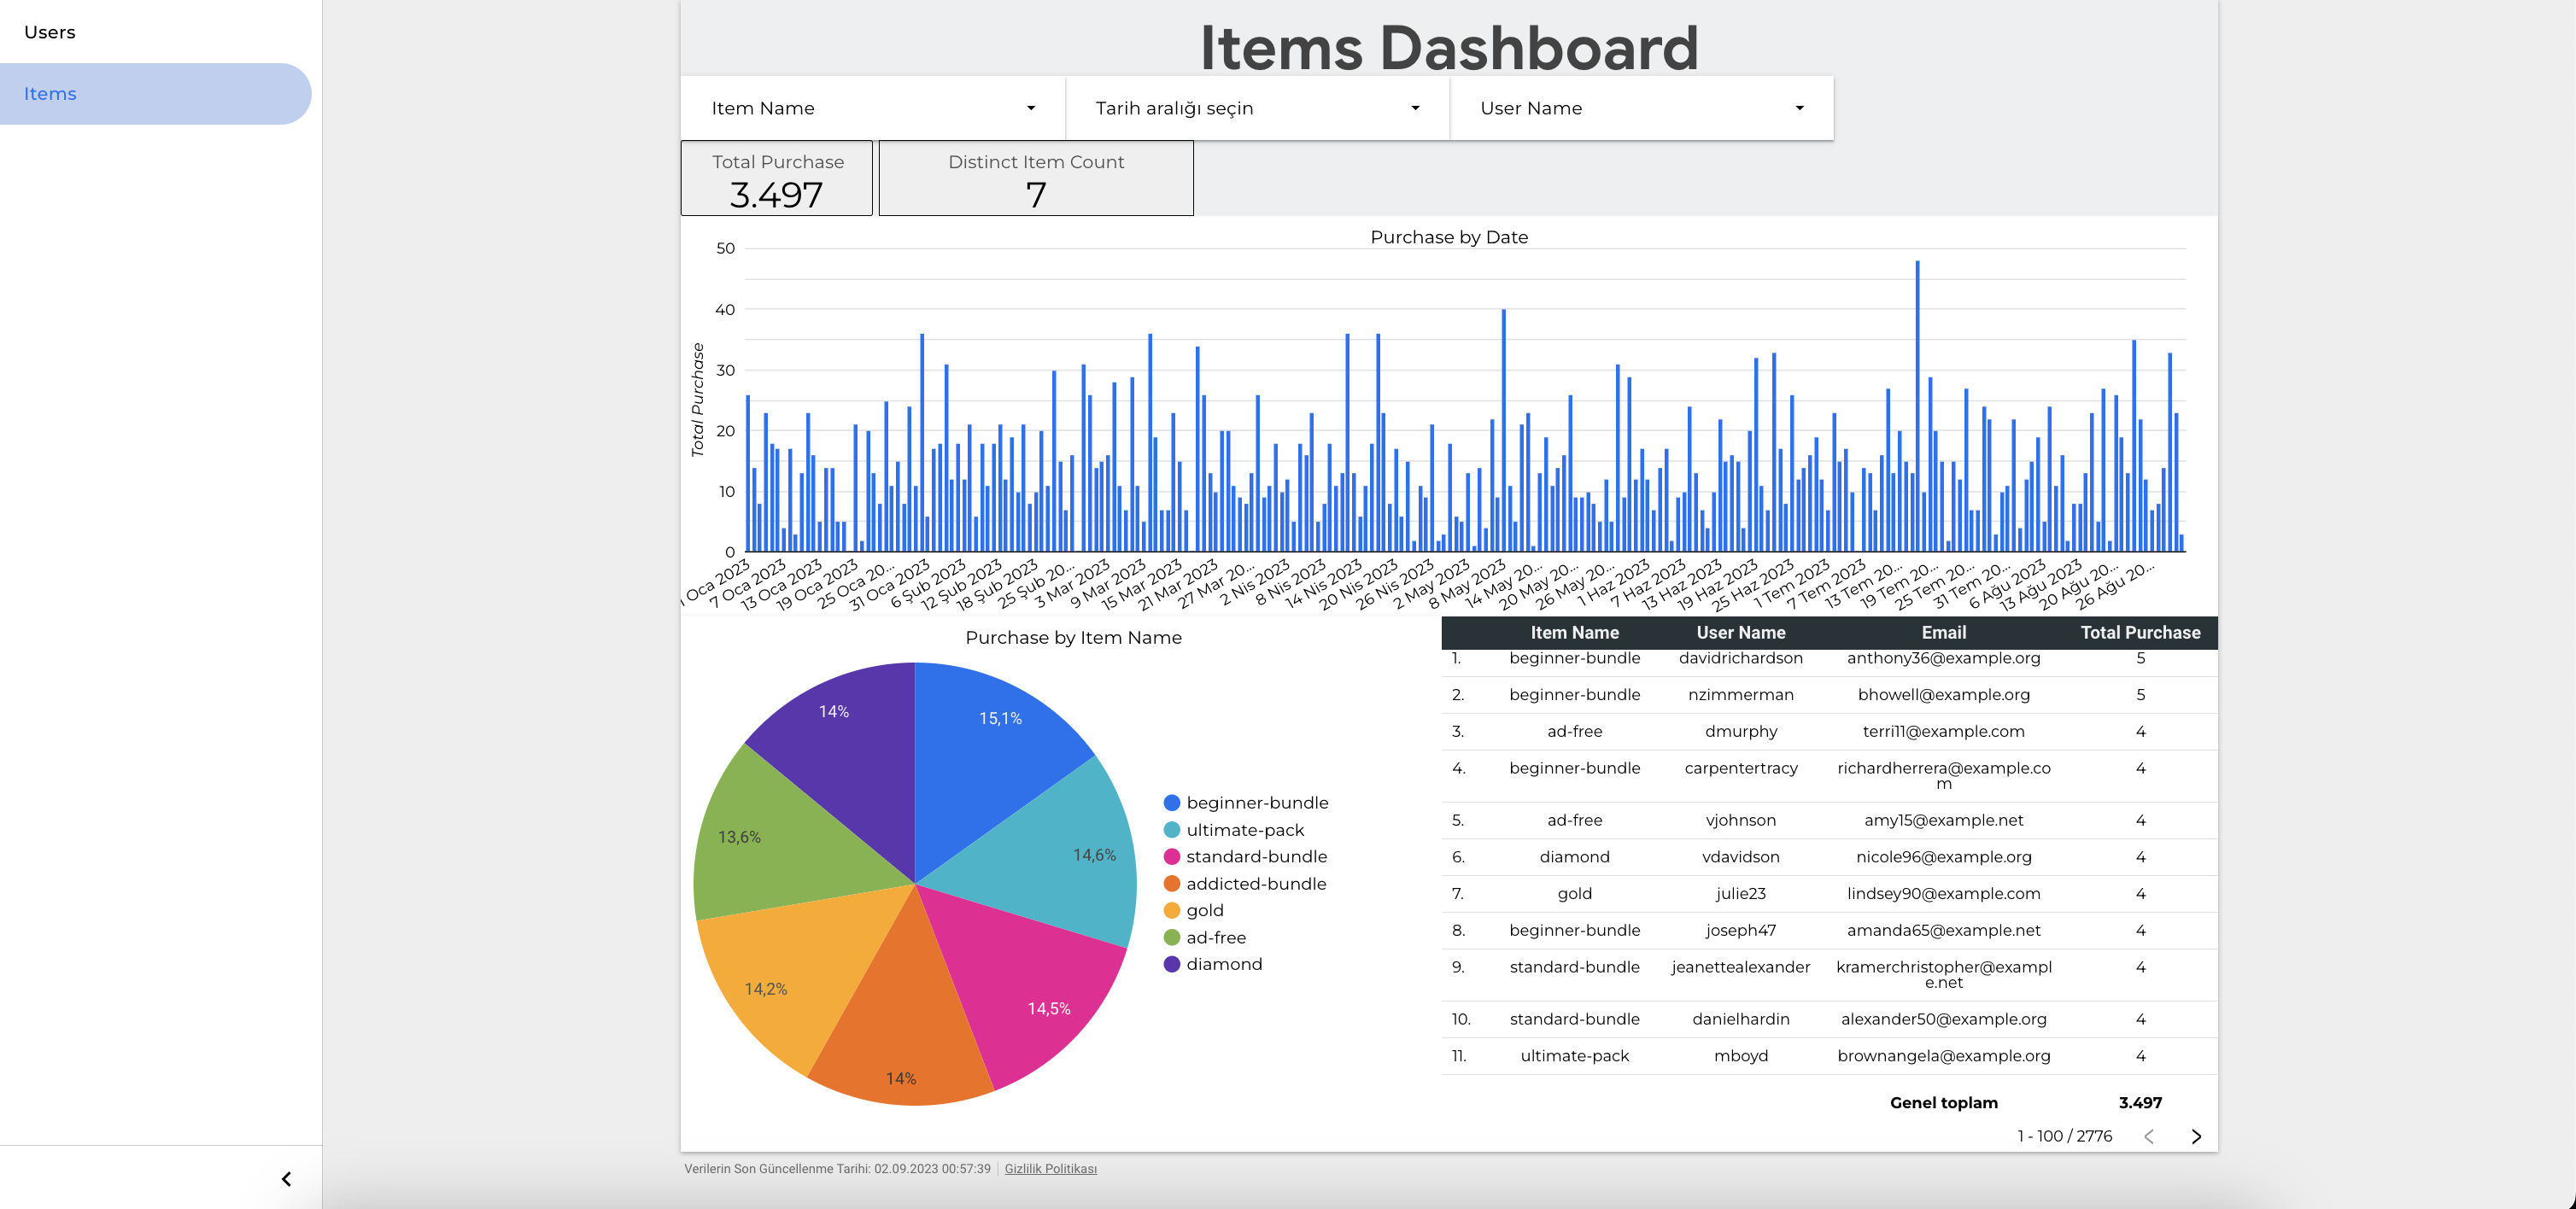 Users
Items
Items Dashboard
Item Name
Tarih aralığı seçin
User Name
Total Purchase
3.497
Distinct Item Count
7
Purchase by Date
Total Purchase
50
40
30
20
10
0
1 Oca 2023
7 Oca 2023
13 Oca 2023
19 Oca 2023
25 Oca 20...
31 Oca 2023
6 Şub 2023
12 Şub 2023
18 Şub 2023
25 Şub 20...
3 Mar 2023
9 Mar 2023
15 Mar 2023
21 Mar 2023
27 Mar 20...
2 Nis 2023
8 Nis 2023
14 Nis 2023
20 Nis 2023
26 Nis 2023
2 May 2023
8 May 2023
14 May 20...
20 May 20...
26 May 20...
1 Haz 2023
7 Haz 2023
13 Haz 2023
19 Haz 2023
25 Haz 2023
1 Tem 2023
7 Tem 2023
13 Tem 20...
19 Tem 20...
25 Tem 20...
31 Tem 20...
6 Ağu 2023
13 Ağu 2023
20 Ağu 20...
26 Ağu 20...
Purchase by Item Name
15,1%
14,6%
14,5%
14%
14,2%
13,6%
14%
beginner-bundle
ultimate-pack
standard-bundle
addicted-bundle
gold
ad-free
diamond
Item Name User Name Email Total Purchase
1. beginner-bundle davidrichardson anthony36@example.org 5
2. beginner-bundle nzimmerman bhowell@example.org 5
3. ad-free dmurphy terri11@example.com 4
4. beginner-bundle carpentertracy richardherrera@example.co 4
m
5. ad-free vjohnson amy15@example.net 4
6. diamond vdavidson nicole96@example.org 4
7. gold julie23 lindsey90@example.com 4
8. beginner-bundle joseph47 amanda65@example.net 4
9. standard-bundle jeanettealexander kramerchristopher@exampl 4
e.net
10. standard-bundle danielhardin alexander50@example.org 4
11. ultimate-pack mboyd brownangela@example.org 4
Genel toplam 3.497
1 - 100 / 2776
Verilerin Son Güncellenme Tarihi: 02.09.2023 00:57:39
Gizlilik Politikası